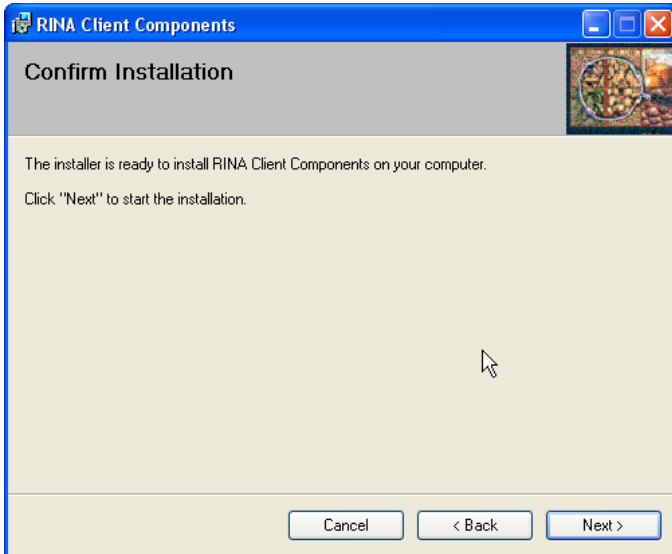 RINA Client Components
Confirm Installation
The installer is ready to install RINA Client Components on your computer.
Click "Next" to start the installation.
Cancel
< Back
Next >